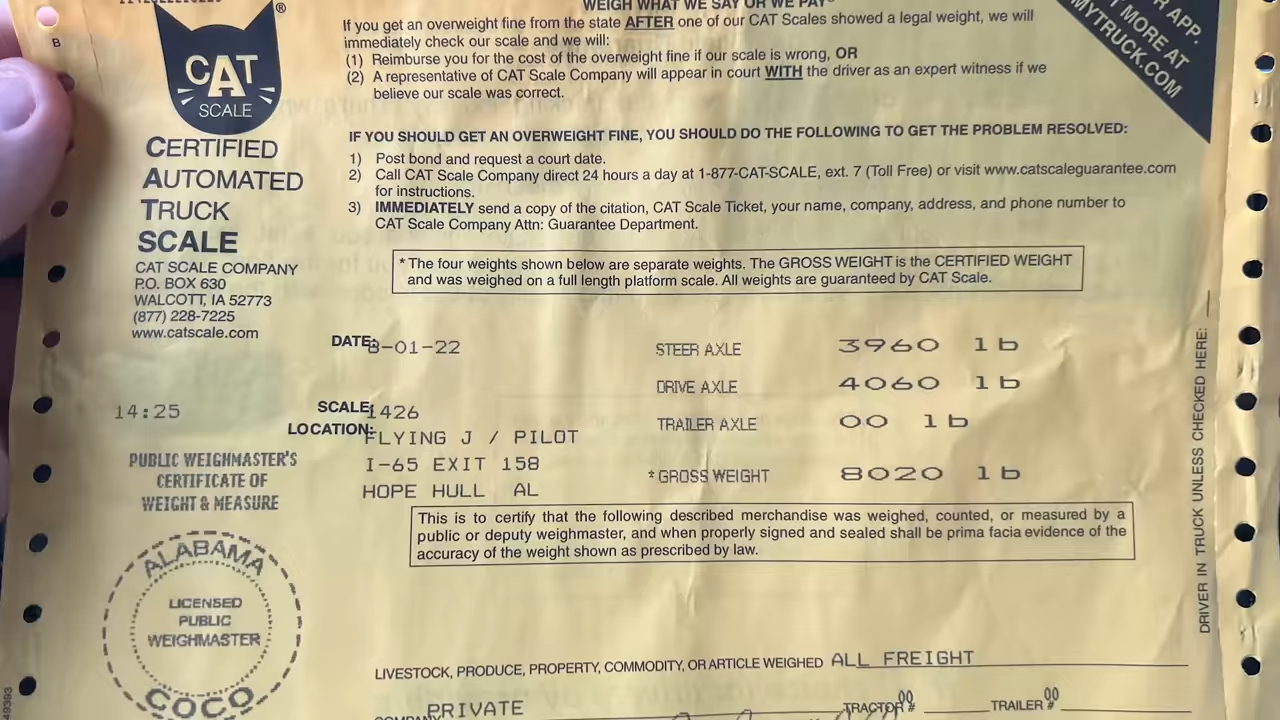 WEIGH WHAT WE SAY OR WE PAY®
If you get an overweight fine from the state AFTER one of our CAT Scales showed a legal weight, we will
immediately check our scale and we will:
(1) Reimburse you for the cost of the overweight fine if our scale is wrong, OR
(2) A representative of CAT Scale Company will appear in court WITH the driver as an expert witness if we
believe our scale was correct.
APP.
MORE AT
MYTRUCK.COM
B
CAT
SCALE
®
CERTIFIED
AUTOMATED
TRUCK
SCALE
CAT SCALE COMPANY
P.O. BOX 630
WALCOTT, IA 52773
(877) 228-7225
www.catscale.com
IF YOU SHOULD GET AN OVERWEIGHT FINE, YOU SHOULD DO THE FOLLOWING TO GET THE PROBLEM RESOLVED:
1) Post bond and request a court date.
2) Call CAT Scale Company direct 24 hours a day at 1-877-CAT-SCALE, ext. 7 (Toll Free) or visit www.catscaleguarantee.com
for instructions.
3) IMMEDIATELY send a copy of the citation, CAT Scale Ticket, your name, company, address, and phone number to
CAT Scale Company Attn: Guarantee Department.
* The four weights shown below are separate weights. The GROSS WEIGHT is the CERTIFIED WEIGHT
and was weighed on a full length platform scale. All weights are guaranteed by CAT Scale.
DATE: 8-01-22
STEER AXLE 3960 lb
DRIVE AXLE 4060 lb
14:25
SCALE: 1426
TRAILER AXLE 00 lb
LOCATION: FLYING J / PILOT
I-65 EXIT 158
* GROSS WEIGHT 8020 lb
HOPE HULL AL
PUBLIC WEIGHMASTER'S
CERTIFICATE OF
WEIGHT & MEASURE
This is to certify that the following described merchandise was weighed, counted, or measured by a
public or deputy weighmaster, and when properly signed and sealed shall be prima facia evidence of the
accuracy of the weight shown as prescribed by law.
ALABAMA
LICENSED
PUBLIC
WEIGHMASTER
COCO
DRIVER IN TRUCK UNLESS CHECKED HERE:
LIVESTOCK, PRODUCE, PROPERTY, COMMODITY, OR ARTICLE WEIGHED ALL FREIGHT
COMPANY PRIVATE TRACTOR # 00 TRAILER # 00
49393